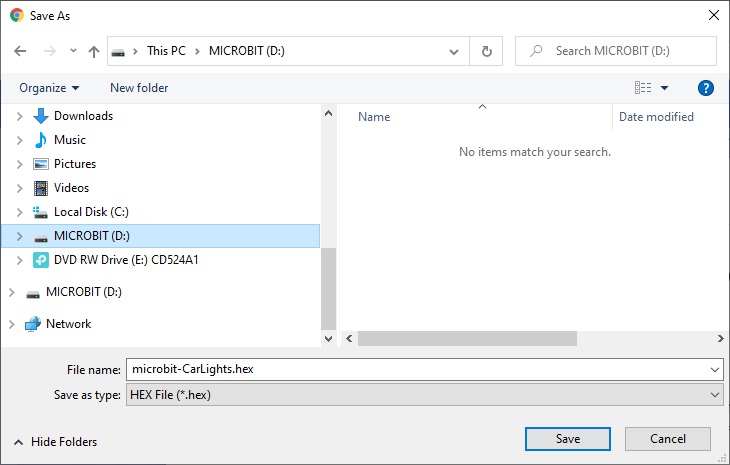 Save As
This PC > MICROBIT (D:)
Search MICROBIT (D:)
Organize
New folder
?
Downloads
Music
Pictures
Videos
Local Disk (C:)
MICROBIT (D:)
DVD RW Drive (E:) CD524A1
MICROBIT (D:)
Network
Name
Date modified
No items match your search.
File name: microbit-CarLights.hex
Save as type: HEX File (*.hex)
Hide Folders
Save
Cancel